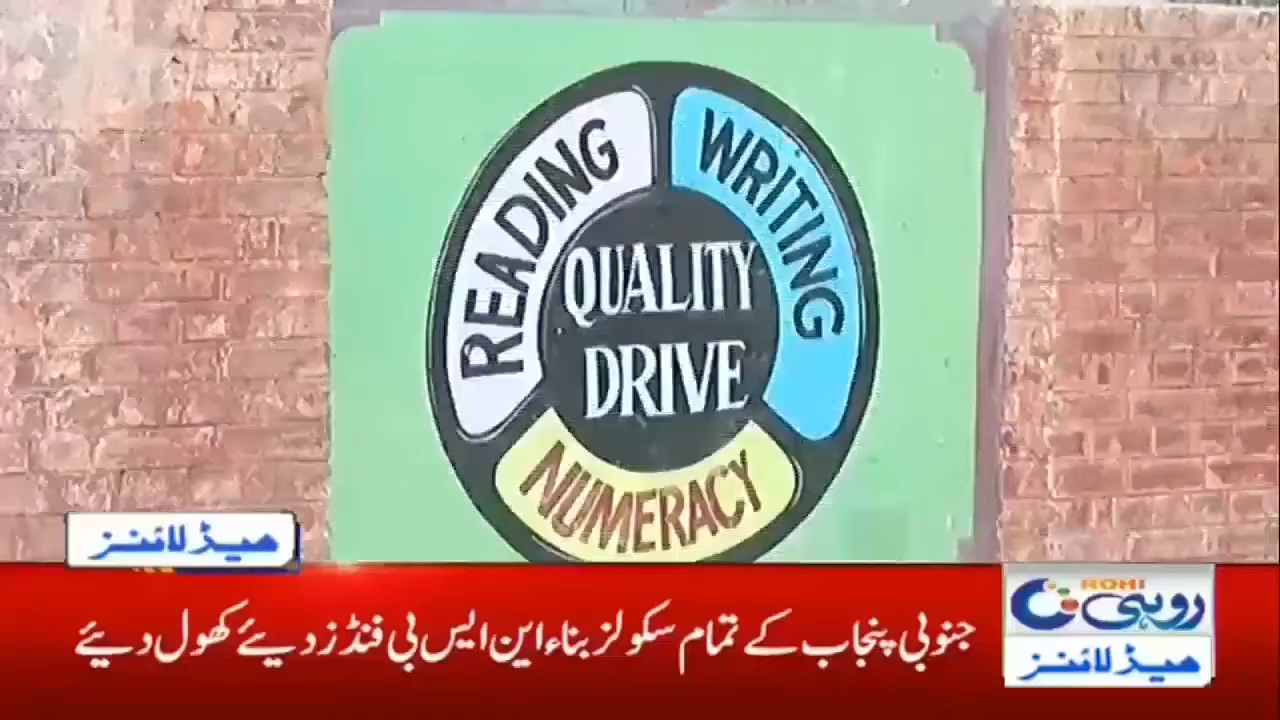 READING
WRITING
QUALITY
DRIVE
NUMERACY
ہیڈ لائنز
جنوبی پنجاب کے تمام سکولز بناء این ایس بی فنڈز دیئے کھول دیئے
ROHI
روہی
ہیڈ لائنز